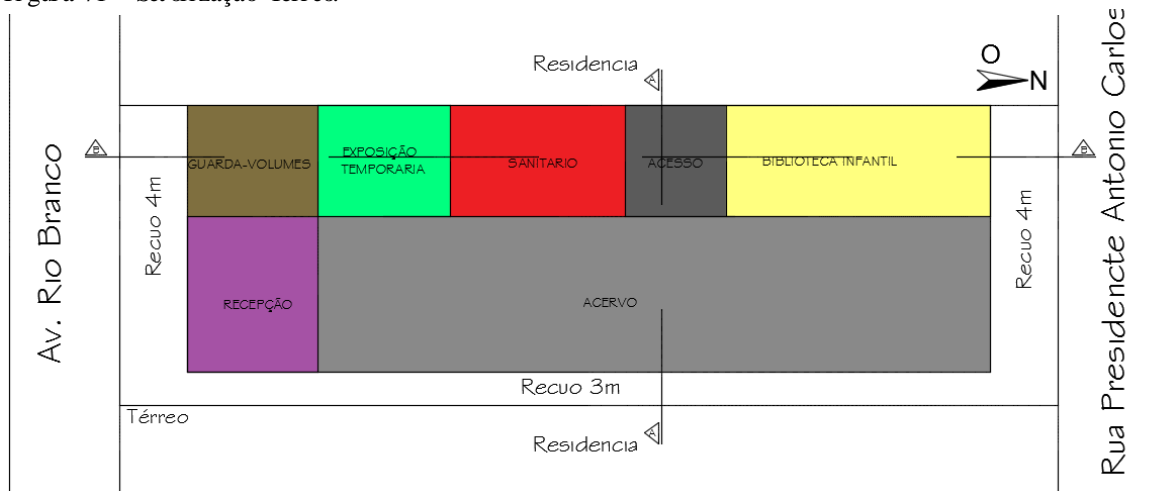 Residencia
A
O
N
Av. Rio Branco
B
Recuo 4m
GUARDA-VOLUMES
EXPOSIÇÃO
TEMPORARIA
SANITARIO
ACESSO
BIBLIOTECA INFANTIL
B
Recuo 4m
Rua Presidencte Antonio Carlos
RECEPÇÃO
ACERVO
Recuo 3m
Térreo
Residencia
A